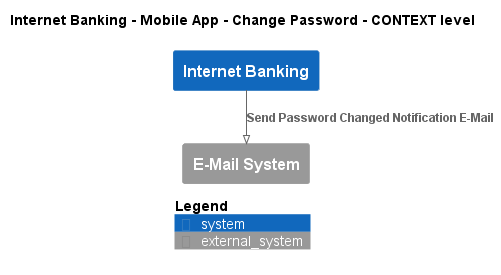 Internet Banking - Mobile App - Change Password - CONTEXT level
Internet Banking
Send Password Changed Notification E-Mail
E-Mail System
Legend
system
external_system